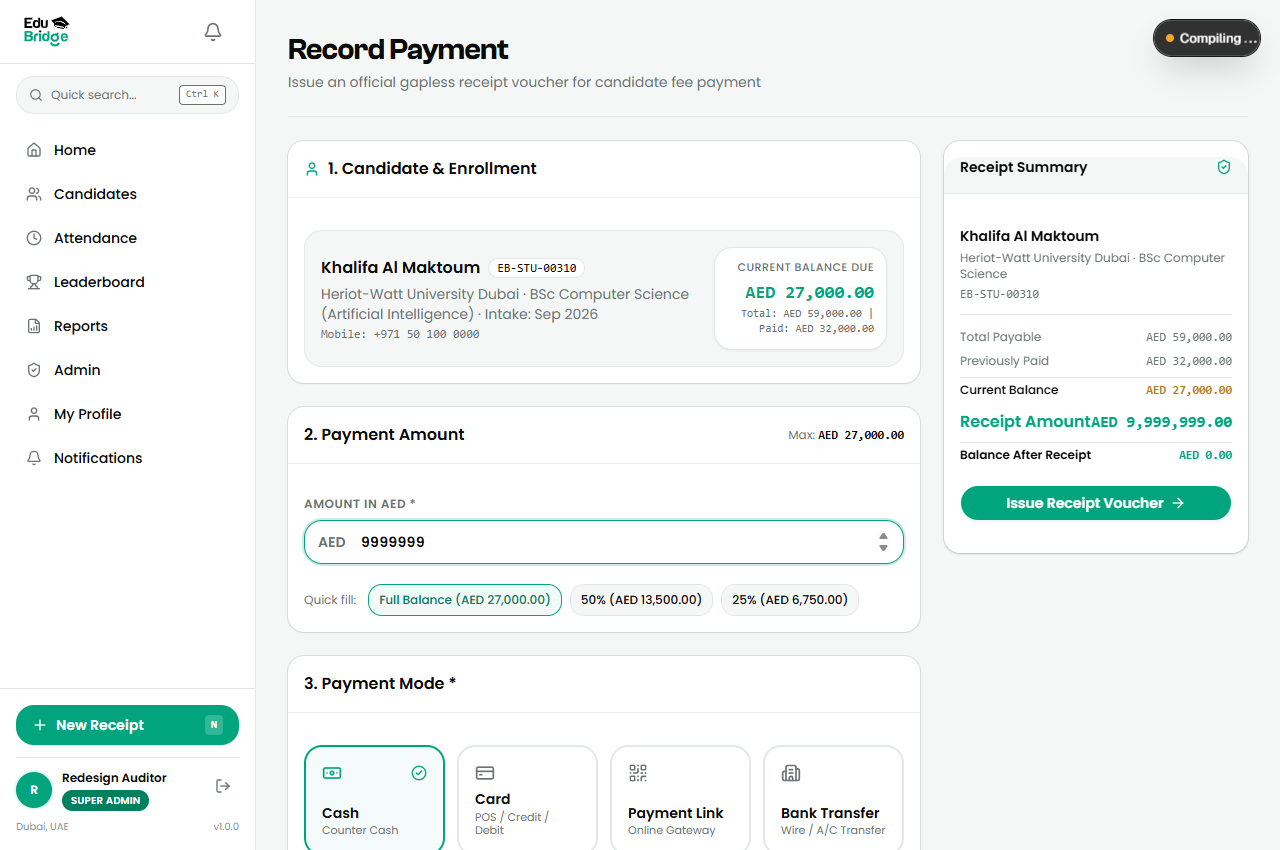 Edu
Bridge
Quick search...
Ctrl K
Home
Candidates
Attendance
Leaderboard
Reports
Admin
My Profile
Notifications
New Receipt
N
R
Redesign Auditor
SUPER ADMIN
Dubai, UAE
v1.0.0
Record Payment
Issue an official gapless receipt voucher for candidate fee payment
Compiling ...
1. Candidate & Enrollment
Khalifa Al Maktoum
EB-STU-00310
Heriot-Watt University Dubai · BSc Computer Science
(Artificial Intelligence) · Intake: Sep 2026
Mobile: +971 50 100 0000
CURRENT BALANCE DUE
AED 27,000.00
Total: AED 59,000.00 |
Paid: AED 32,000.00
2. Payment Amount
Max: AED 27,000.00
AMOUNT IN AED *
AED 9999999
Quick fill:
Full Balance (AED 27,000.00)
50% (AED 13,500.00)
25% (AED 6,750.00)
3. Payment Mode *
Cash
Counter Cash
Card
POS / Credit /
Debit
Payment Link
Online Gateway
Bank Transfer
Wire / A/C Transfer
Receipt Summary
Khalifa Al Maktoum
Heriot-Watt University Dubai · BSc Computer
Science
EB-STU-00310
Total Payable AED 59,000.00
Previously Paid AED 32,000.00
Current Balance AED 27,000.00
Receipt Amount AED 9,999,999.00
Balance After Receipt AED 0.00
Issue Receipt Voucher →